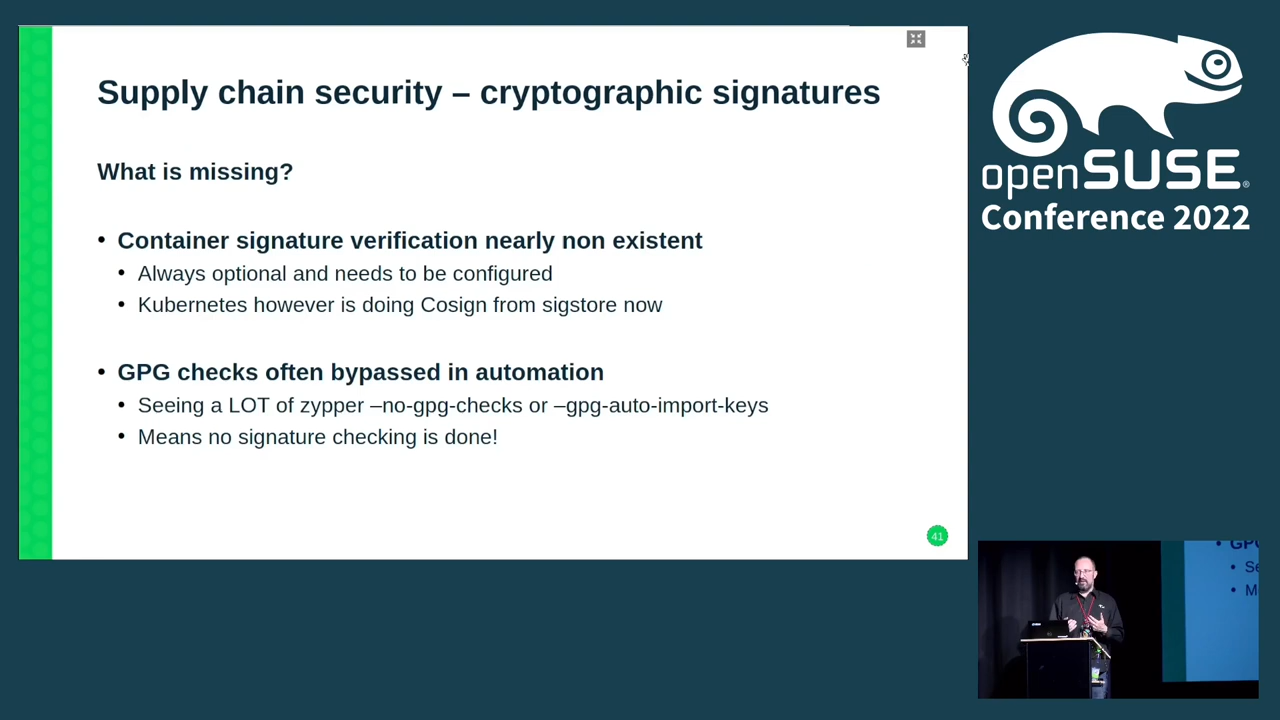 Supply chain security – cryptographic signatures
What is missing?
• Container signature verification nearly non existent
• Always optional and needs to be configured
• Kubernetes however is doing Cosign from sigstore now
• GPG checks often bypassed in automation
• Seeing a LOT of zypper –no-gpg-checks or –gpg-auto-import-keys
• Means no signature checking is done!
41
openSUSE®
Conference 2022
• GPG
• Se
• M